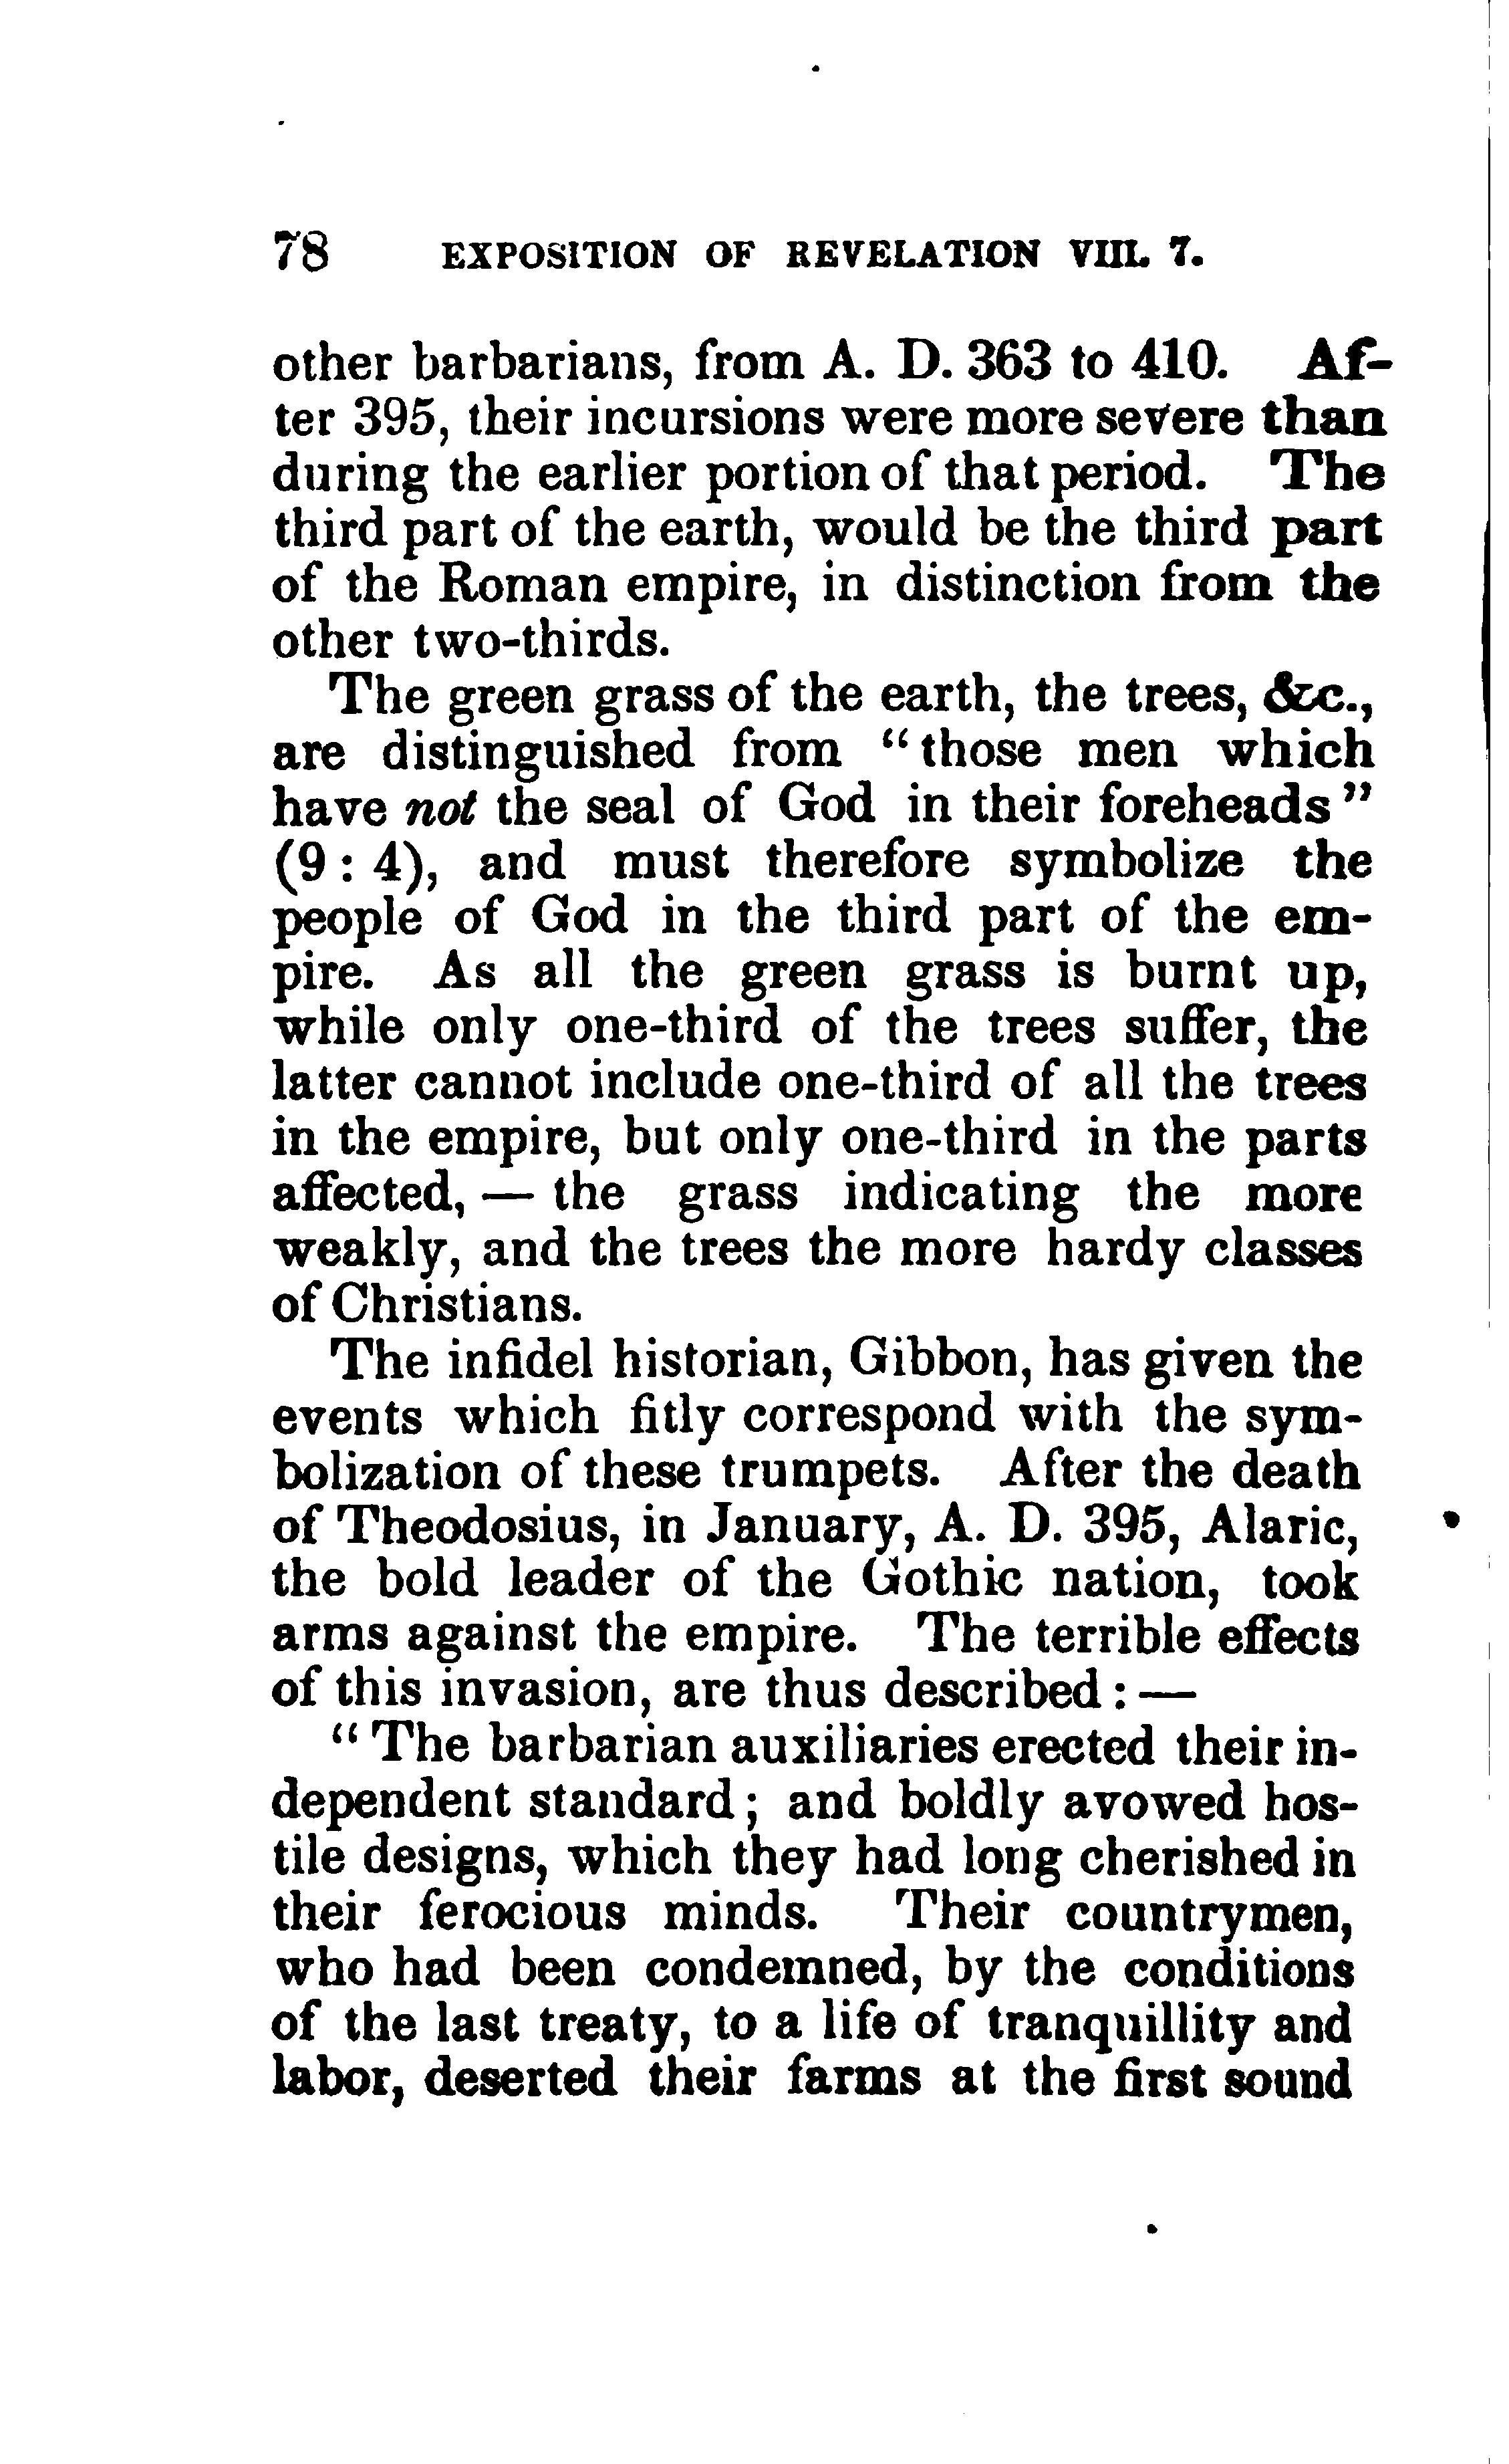 78 EXPOSITION OF REVELATION VIII. 7.
other barbarians, from A. D. 363 to 410. Af-
ter 395, their incursions were more severe than
during the earlier portion of that period. The
third part of the earth, would be the third part
of the Roman empire, in distinction from the
other two-thirds.
The green grass of the earth, the trees, &c.,
are distinguished from “those men which
have not the seal of God in their foreheads”
(9 : 4), and must therefore symbolize the
people of God in the third part of the em-
pire. As all the green grass is burnt up,
while only one-third of the trees suffer, the
latter cannot include one-third of all the trees
in the empire, but only one-third in the parts
affected, — the grass indicating the more
weakly, and the trees the more hardy classes
of Christians.
The infidel historian, Gibbon, has given the
events which fitly correspond with the sym-
bolization of these trumpets. After the death
of Theodosius, in January, A. D. 395, Alaric,
the bold leader of the Gothic nation, took
arms against the empire. The terrible effects
of this invasion, are thus described : —
“The barbarian auxiliaries erected their in-
dependent standard ; and boldly avowed hos-
tile designs, which they had long cherished in
their ferocious minds. Their countrymen,
who had been condemned, by the conditions
of the last treaty, to a life of tranquillity and
labor, deserted their farms at the first sound